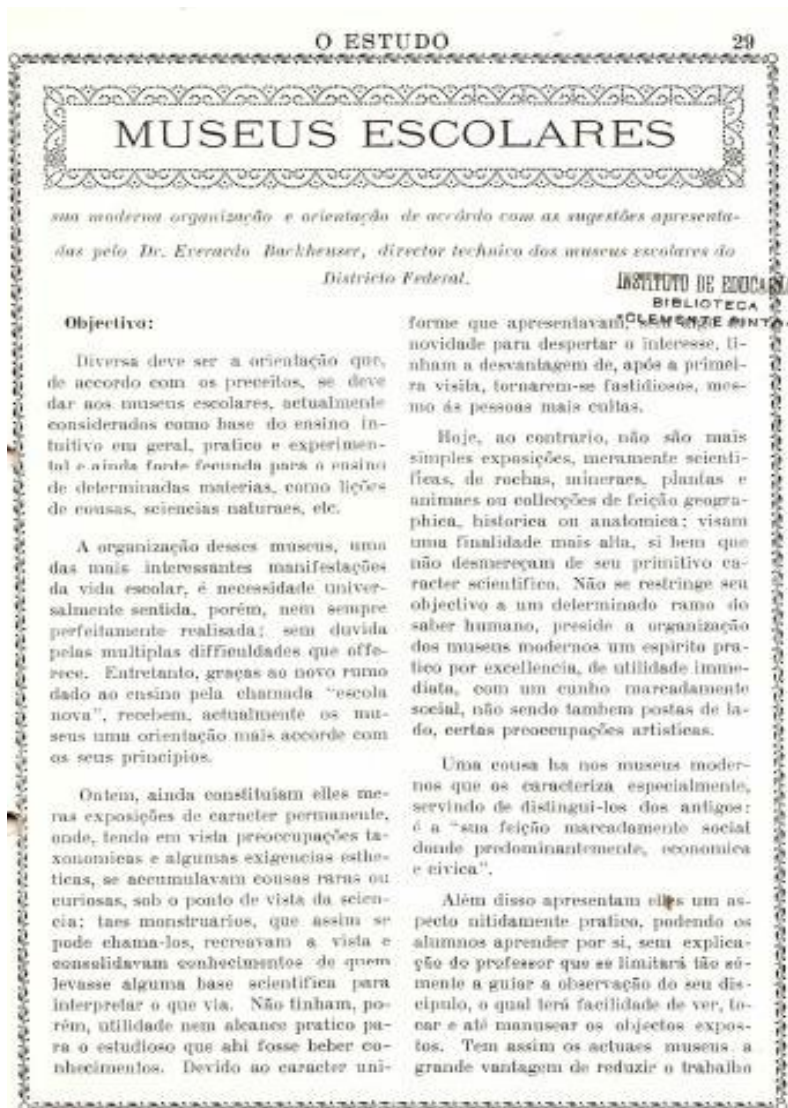 O ESTUDO
29
MUSEUS ESCOLARES
sua moderna organização e orientação de accôrdo com as sugestões apresenta-
das pelo Dr. Everardo Backheuser, director technico dos museus escolares do
Districto Federal.
INSTITUTO DE EDUCA
BIBLIOTECA
"CLEMENTE PINTO
Objectivo:
Diversa deve ser a orientação que,
de accordo com os preceitos, se deve
dar aos museus escolares, actualmente
considerados como base do ensino in-
tuitivo em geral, pratico e experimen-
tal e ainda fonte fecunda para o ensino
de determinadas materias, como lições
de cousas, sciencias naturaes, etc.
A organização desses museus, uma
das mais interessantes manifestações
da vida escolar, é necessidade univer-
salmente sentida, porém, nem sempre
perfeitamente realisada; sem duvida
pelas multiplas difficuldades que offe-
rece. Entretanto, graças ao novo rumo
dado ao ensino pela chamada "escola
nova", recebem, actualmente os mu-
seus uma orientação mais accorde com
os seus principios.
Ontem, ainda constituiam elles me-
ras exposições de caracter permanente,
onde, tendo em vista preoccupações ta-
xonomicas e algumas exigencias esthe-
ticas, se accumulavam cousas raras ou
curiosas, sob o ponto de vista da scien-
cia; taes monstruarios, que assim se
pode chama-los, recreavam a vista e
consolidavam conhecimentos de quem
levasse alguma base scientifica para
interpretar o que via. Não tinham, po-
rém, utilidade nem alcance pratico pa-
ra o estudioso que ahi fosse beber co-
nhecimentos. Devido ao caracter uni-
forme que apresentavam,
novidade para despertar o interesse, ti-
nham a desvantagem de, após a primei-
ra visita, tornarem-se fastidiosos, mes-
mo ás pessoas mais cultas.
Hoje, ao contrario, não são mais
simples exposições, meramente scienti-
ficas, de rochas, mineraes, plantas e
animaes ou collecções de feição geogra-
phica, historica ou anatomica; visam
uma finalidade mais alta, si bem que
não desmereçam de seu primitivo ca-
racter scientifico. Não se restringe seu
objectivo a um determinado ramo do
saber humano, preside a organização
dos museus modernos um espirito pra-
tico por excellencia, de utilidade imme-
diata, com um cunho marcadamente
social, não sendo tambem postas de la-
do, certas preoccupações artisticas.
Uma cousa ha nos museus moder-
nos que os caracteriza especialmente,
servindo de distingui-los dos antigos:
é a "sua feição marcadamente social
donde predominantemente, economica
e civica".
Além disso apresentam elles um as-
pecto nitidamente pratico, podendo os
alumnos aprender por si, sem explica-
ção do professor que se limitará tão só-
mente a guiar a observação do seu dis-
cipulo, o qual terá facilidade de ver, to-
car e até manusear os objectos expos-
tos. Tem assim os actuaes museus a
grande vantagem de reduzir o trabalho